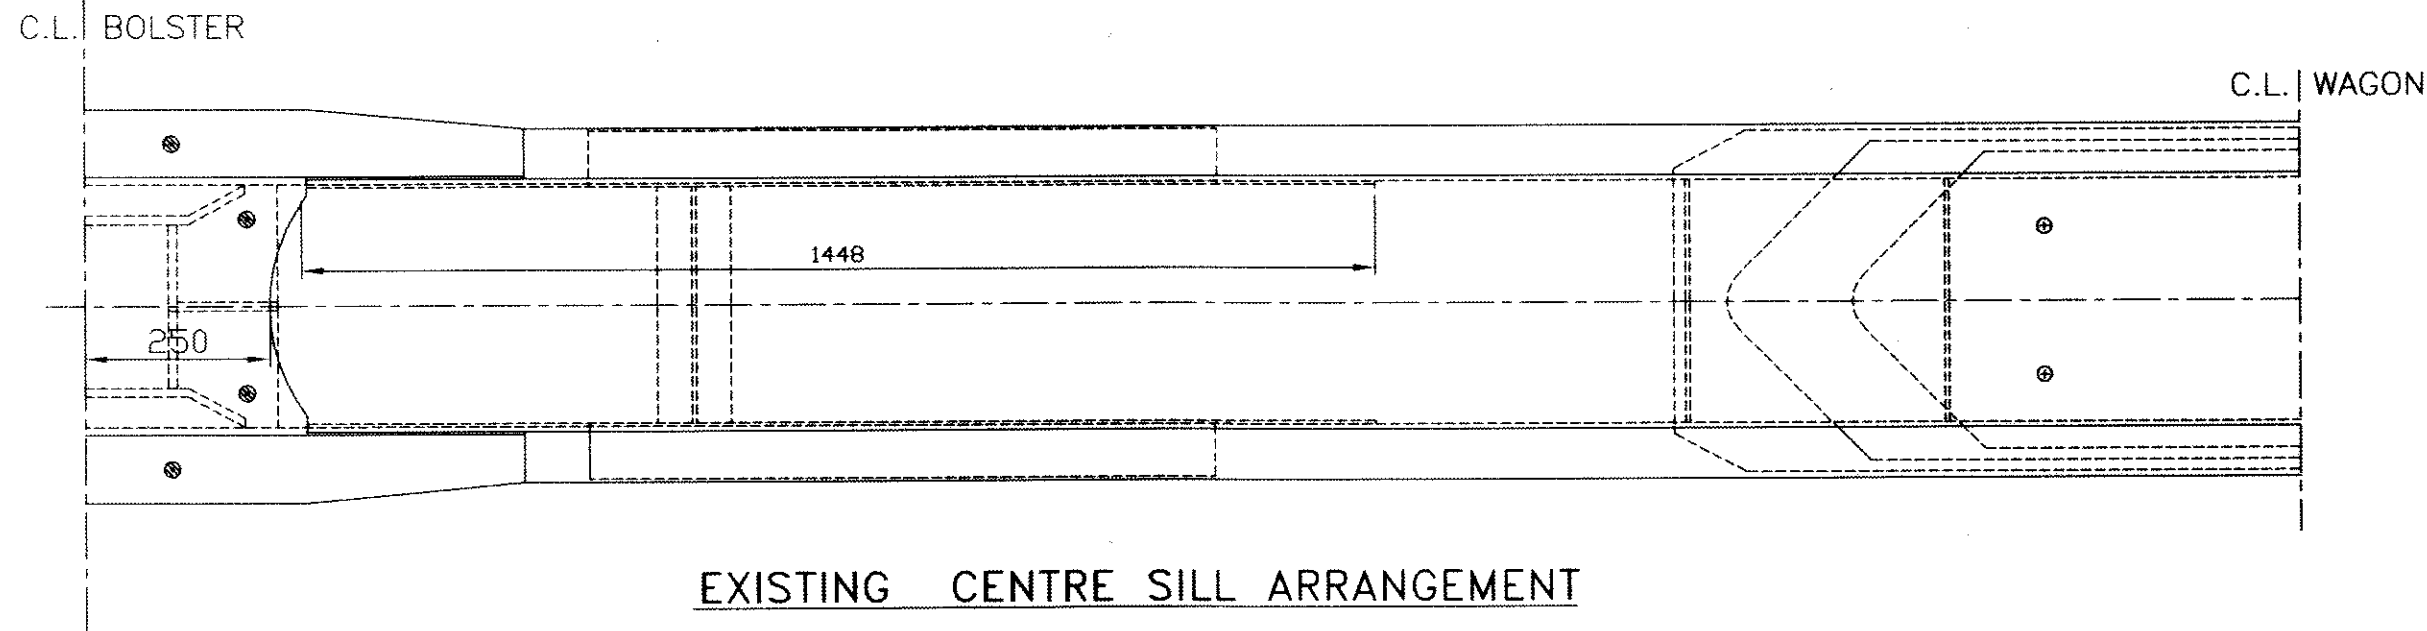 C.L. BOLSTER
C.L. WAGON
1448
250
EXISTING CENTRE SILL ARRANGEMENT